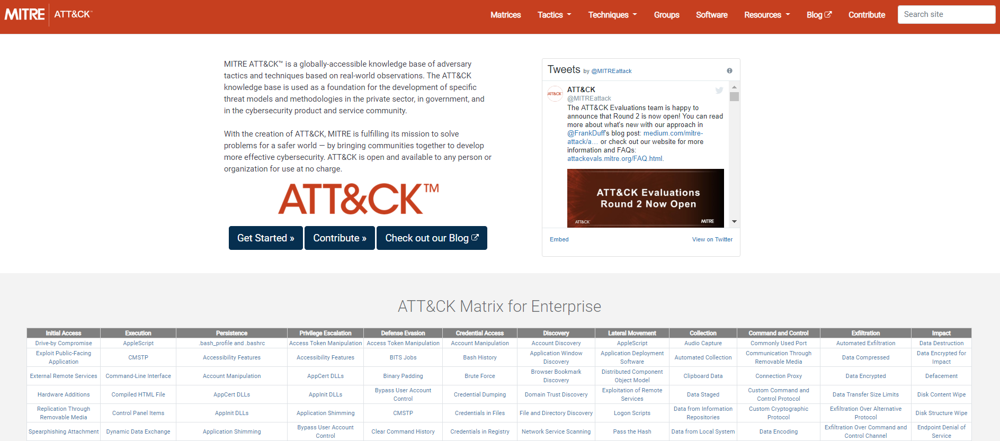 MITRE | ATT&CK™
Matrices Tactics Techniques Groups Software Resources Blog Contribute Search site
MITRE ATT&CK™ is a globally-accessible knowledge base of adversary
tactics and techniques based on real-world observations. The ATT&CK
knowledge base is used as a foundation for the development of specific
threat models and methodologies in the private sector, in government, and
in the cybersecurity product and service community.
With the creation of ATT&CK, MITRE is fulfilling its mission to solve
problems for a safer world — by bringing communities together to develop
more effective cybersecurity. ATT&CK is open and available to any person or
organization for use at no charge.
ATT&CK™
Get Started » Contribute » Check out our Blog
Tweets by @MITREattack
ATT&CK
ATT&CK
@MITREattack
The ATT&CK Evaluations team is happy to
announce that Round 2 is now open! You can read
more about what's new with our approach in
@FrankDuff's blog post: medium.com/mitre-
attack/a… or check out our website for more
information and FAQs:
attackevals.mitre.org/FAQ.html.
ATT&CK Evaluations
Round 2 Now Open
ATT&CK MITRE
Embed View on Twitter
ATT&CK Matrix for Enterprise
Initial Access Execution Persistence Privilege Escalation Defense Evasion Credential Access Discovery Lateral Movement Collection Command and Control Exfiltration Impact
Drive-by Compromise AppleScript .bash_profile and .bashrc Access Token Manipulation Access Token Manipulation Account Manipulation Account Discovery AppleScript Audio Capture Commonly Used Port Automated Exfiltration Data Destruction
Exploit Public-Facing Application CMSTP Accessibility Features Accessibility Features BITS Jobs Bash History Application Window Discovery Application Deployment Software Automated Collection Communication Through Removable Media Data Compressed Data Encrypted for Impact
External Remote Services Command-Line Interface Account Manipulation AppCert DLLs Binary Padding Brute Force Browser Bookmark Discovery Distributed Component Object Model Clipboard Data Connection Proxy Data Encrypted Defacement
Hardware Additions Compiled HTML File AppCert DLLs AppInit DLLs Bypass User Account Control Credential Dumping Domain Trust Discovery Exploitation of Remote Services Data Staged Custom Command and Control Protocol Data Transfer Size Limits Disk Content Wipe
Replication Through Removable Media Control Panel Items AppInit DLLs Application Shimming CMSTP Credentials in Files File and Directory Discovery Logon Scripts Data from Information Repositories Custom Cryptographic Protocol Exfiltration Over Alternative Protocol Disk Structure Wipe
Spearphishing Attachment Dynamic Data Exchange Application Shimming Bypass User Account Control Clear Command History Credentials in Registry Network Service Scanning Pass the Hash Data from Local System Data Encoding Exfiltration Over Command and Control Channel Endpoint Denial of Service